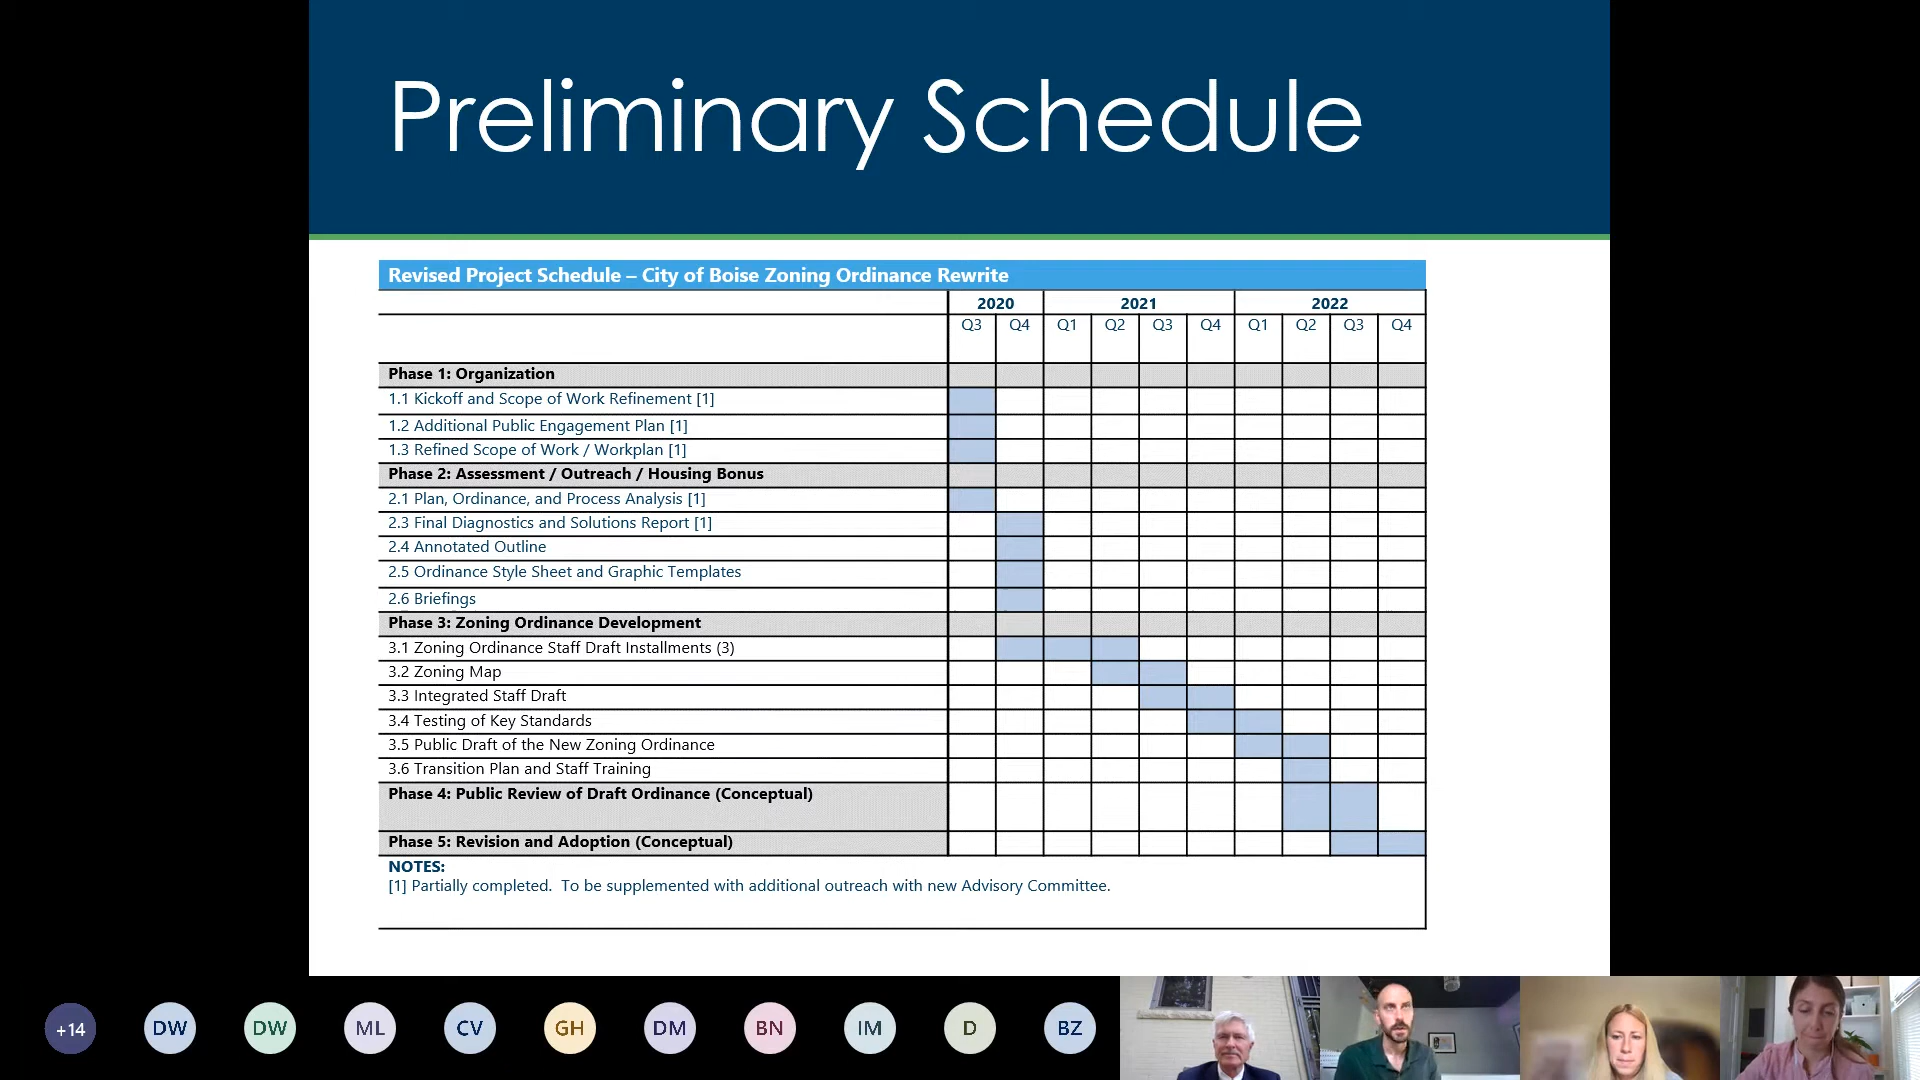 Preliminary Schedule
Revised Project Schedule – City of Boise Zoning Ordinance Rewrite
2020 2021 2022
Q3 Q4 Q1 Q2 Q3 Q4 Q1 Q2 Q3 Q4
Phase 1: Organization
1.1 Kickoff and Scope of Work Refinement [1]
1.2 Additional Public Engagement Plan [1]
1.3 Refined Scope of Work / Workplan [1]
Phase 2: Assessment / Outreach / Housing Bonus
2.1 Plan, Ordinance, and Process Analysis [1]
2.3 Final Diagnostics and Solutions Report [1]
2.4 Annotated Outline
2.5 Ordinance Style Sheet and Graphic Templates
2.6 Briefings
Phase 3: Zoning Ordinance Development
3.1 Zoning Ordinance Staff Draft Installments (3)
3.2 Zoning Map
3.3 Integrated Staff Draft
3.4 Testing of Key Standards
3.5 Public Draft of the New Zoning Ordinance
3.6 Transition Plan and Staff Training
Phase 4: Public Review of Draft Ordinance (Conceptual)
Phase 5: Revision and Adoption (Conceptual)
NOTES:
[1] Partially completed. To be supplemented with additional outreach with new Advisory Committee.
+14 DW DW ML CV GH DM BN IM D BZ